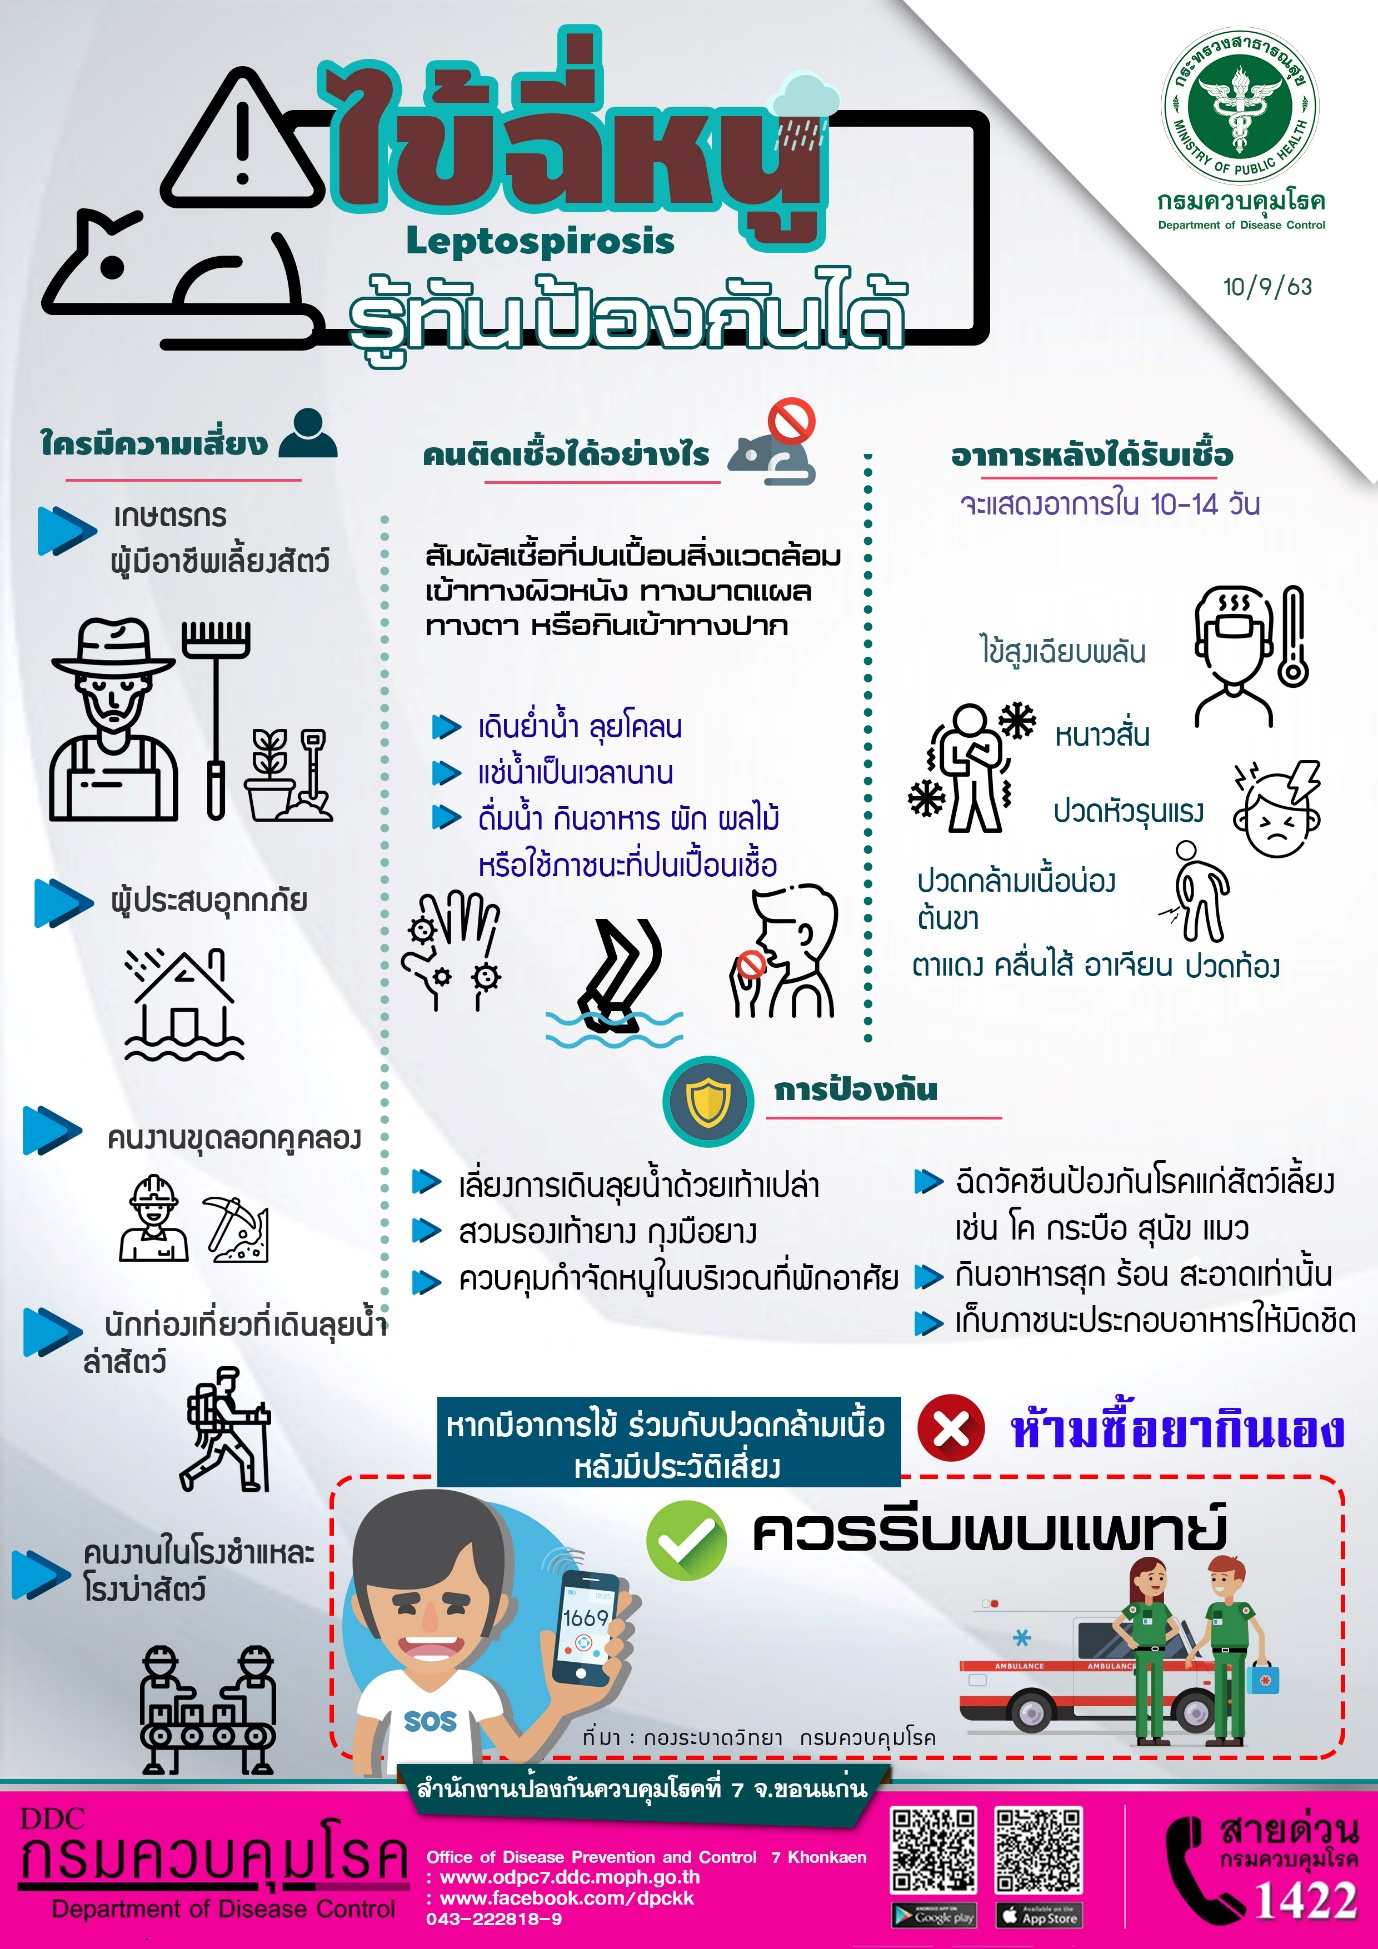 ไข้ฉี่หนู
Leptospirosis
รู้ทันป้องกันได้
กระทรวงสาธารณสุข
MINISTRY OF PUBLIC HEALTH
กรมควบคุมโรค
Department of Disease Control
10/9/63
ใครมีความเสี่ยง
เกษตรกร
ผู้มีอาชีพเลี้ยงสัตว์
ผู้ประสบอุทกภัย
คนงานขุดลอกคูคลอง
นักท่องเที่ยวที่เดินลุยน้ำ
ล่าสัตว์
คนงานในโรงชำแหละ
โรงฆ่าสัตว์
คนติดเชื้อได้อย่างไร
สัมผัสเชื้อที่ปนเปื้อนสิ่งแวดล้อม
เข้าทางผิวหนัง ทางบาดแผล
ทางตา หรือกินเข้าทางปาก
เดินย่ำน้ำ ลุยโคลน
แช่น้ำเป็นเวลานาน
ดื่มน้ำ กินอาหาร ผัก ผลไม้
หรือใช้ภาชนะที่ปนเปื้อนเชื้อ
อาการหลังได้รับเชื้อ
จะแสดงอาการใน 10-14 วัน
ไข้สูงเฉียบพลัน
หนาวสั่น
ปวดหัวรุนแรง
ปวดกล้ามเนื้อน่อง
ต้นขา
ตาแดง คลื่นไส้ อาเจียน ปวดท้อง
การป้องกัน
เลี่ยงการเดินลุยน้ำด้วยเท้าเปล่า
สวมรองเท้ายาง ถุงมือยาง
ควบคุมกำจัดหนูในบริเวณที่พักอาศัย
ฉีดวัคซีนป้องกันโรคแก่สัตว์เลี้ยง
เช่น โค กระบือ สุนัข แมว
กินอาหารสุก ร้อน สะอาดเท่านั้น
เก็บภาชนะประกอบอาหารให้มิดชิด
หากมีอาการไข้ ร่วมกับปวดกล้ามเนื้อ
หลังมีประวัติเสี่ยง
ห้ามซื้อยากินเอง
ควรรีบพบแพทย์
1669
SOS
AMBULANCE AMBULANCE
ที่มา : กองระบาดวิทยา กรมควบคุมโรค
สำนักงานป้องกันควบคุมโรคที่ 7 จ.ขอนแก่น
DDC
กรมควบคุมโรค
Department of Disease Control
Office of Disease Prevention and Control 7 Khonkaen
: www.odpc7.ddc.moph.go.th
: www.facebook.com/dpckk
043-222818-9
ANDROID APP ON
Google play
Available on the
App Store
สายด่วน
กรมควบคุมโรค
1422